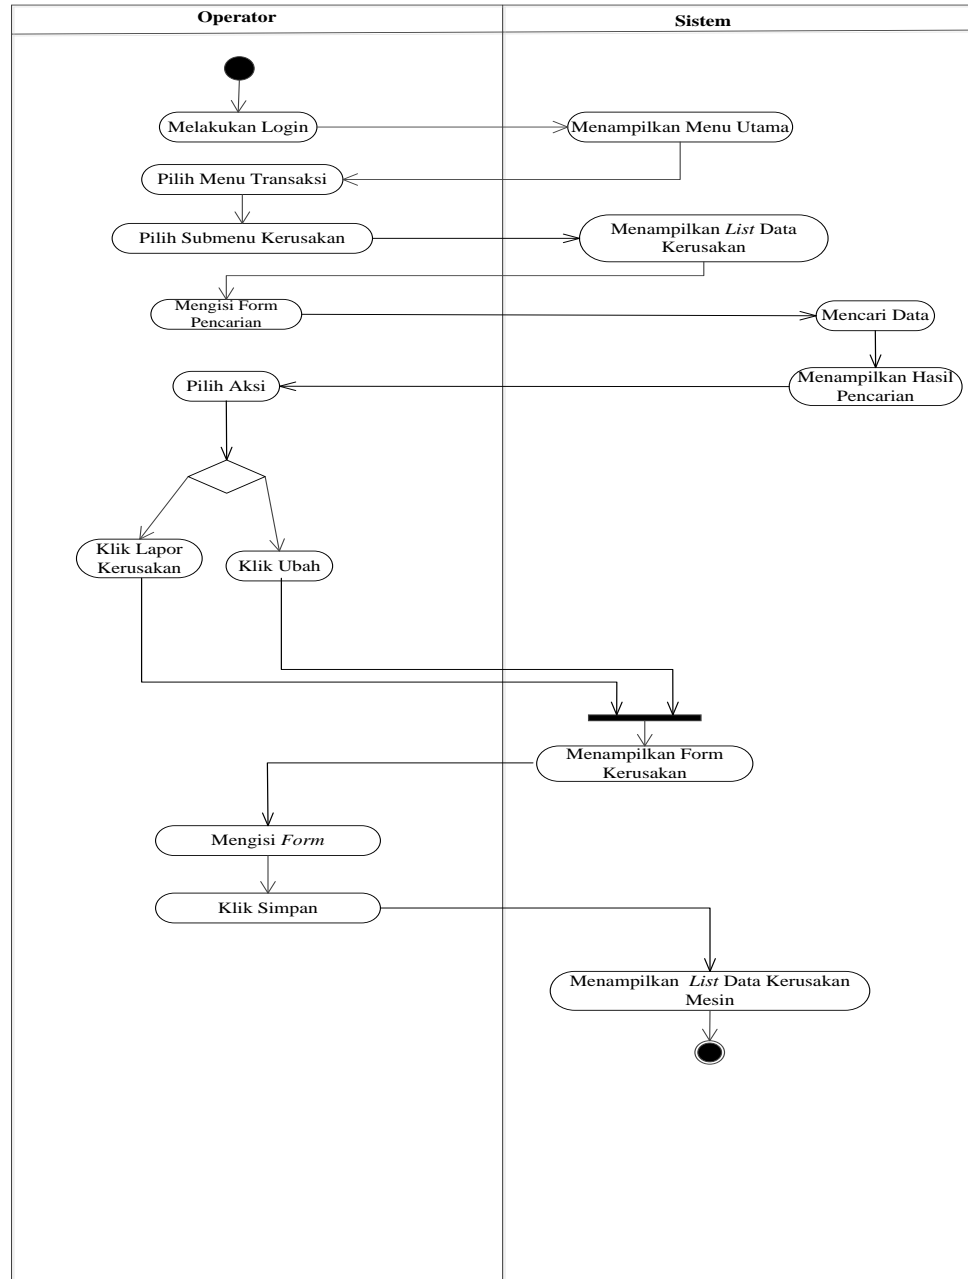 Operator
Sistem
Melakukan Login
Menampilkan Menu Utama
Pilih Menu Transaksi
Pilih Submenu Kerusakan
Menampilkan List Data
Kerusakan
Mengisi Form
Pencarian
Mencari Data
Pilih Aksi
Menampilkan Hasil
Pencarian
Klik Lapor
Kerusakan
Klik Ubah
Menampilkan Form
Kerusakan
Mengisi Form
Klik Simpan
Menampilkan List Data Kerusakan
Mesin